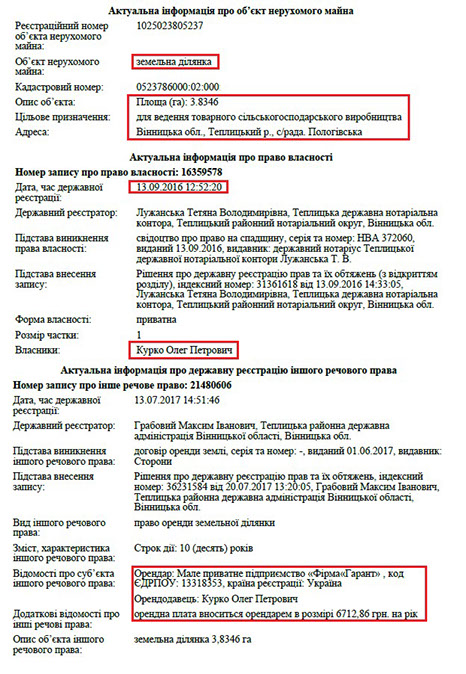 Актуальна інформація про об’єкт нерухомого майна
Реєстраційний номер 1025023805237
об’єкта нерухомого
майна:
Об’єкт нерухомого земельна ділянка
майна:
Кадастровий номер: 0523786000:02:000
Опис об’єкта: Площа (га): 3.8346
Цільове призначення: для ведення товарного сільськогосподарського виробництва
Адреса: Вінницька обл., Теплицький р., с/рада. Пологівська
Актуальна інформація про право власності
Номер запису про право власності: 16359578
Дата, час державної 13.09.2016 12:52:20
реєстрації:
Державний реєстратор: Лужанська Тетяна Володимирівна, Теплицька державна нотаріальна
контора, Теплицький районний нотаріальний округ, Вінницька обл.
Підстава виникнення свідоцтво про право на спадщину, серія та номер: НВА 372060,
права власності: виданий 13.09.2016, видавник: державний нотаріус Теплицької
державної нотаріальної контори Лужанська Т. В.
Підстава внесення Рішення про державну реєстрацію прав та їх обтяжень (з відкриттям
запису: розділу), індексний номер: 31361618 від 13.09.2016 14:33:05,
Лужанська Тетяна Володимирівна, Теплицька державна нотаріальна
контора, Теплицький районний нотаріальний округ, Вінницька обл.
Форма власності: приватна
Розмір частки: 1
Власники: Курко Олег Петрович
Актуальна інформація про державну реєстрацію іншого речового права
Номер запису про інше речове право: 21480606
Дата, час державної 13.07.2017 14:51:46
реєстрації:
Державний реєстратор: Грабовий Максим Іванович, Теплицька районна державна
адміністрація Вінницької області, Вінницька обл.
Підстава виникнення договір оренди землі, серія та номер: -, виданий 01.06.2017, видавник:
іншого речового права: Сторони
Підстава внесення Рішення про державну реєстрацію прав та їх обтяжень, індексний
запису: номер: 36231584 від 20.07.2017 13:20:05, Грабовий Максим Іванович,
Теплицька районна державна адміністрація Вінницької області,
Вінницька обл.
Вид іншого речового право оренди земельної ділянки
права:
Зміст, характеристика Строк дії: 10 (десять) років
іншого речового права:
Відомості про суб’єкта Орендар: Мале приватне підприємство «Фірма«Гарант» , код
іншого речового права: ЄДРПОУ: 13318353, країна реєстрації: Україна
Орендодавець: Курко Олег Петрович
Додаткові відомості про орендна плата вноситься орендарем в розмірі 6712,86 грн. на рік
інші речові права:
Опис об’єкта іншого земельна ділянка 3,8346 га
речового права: